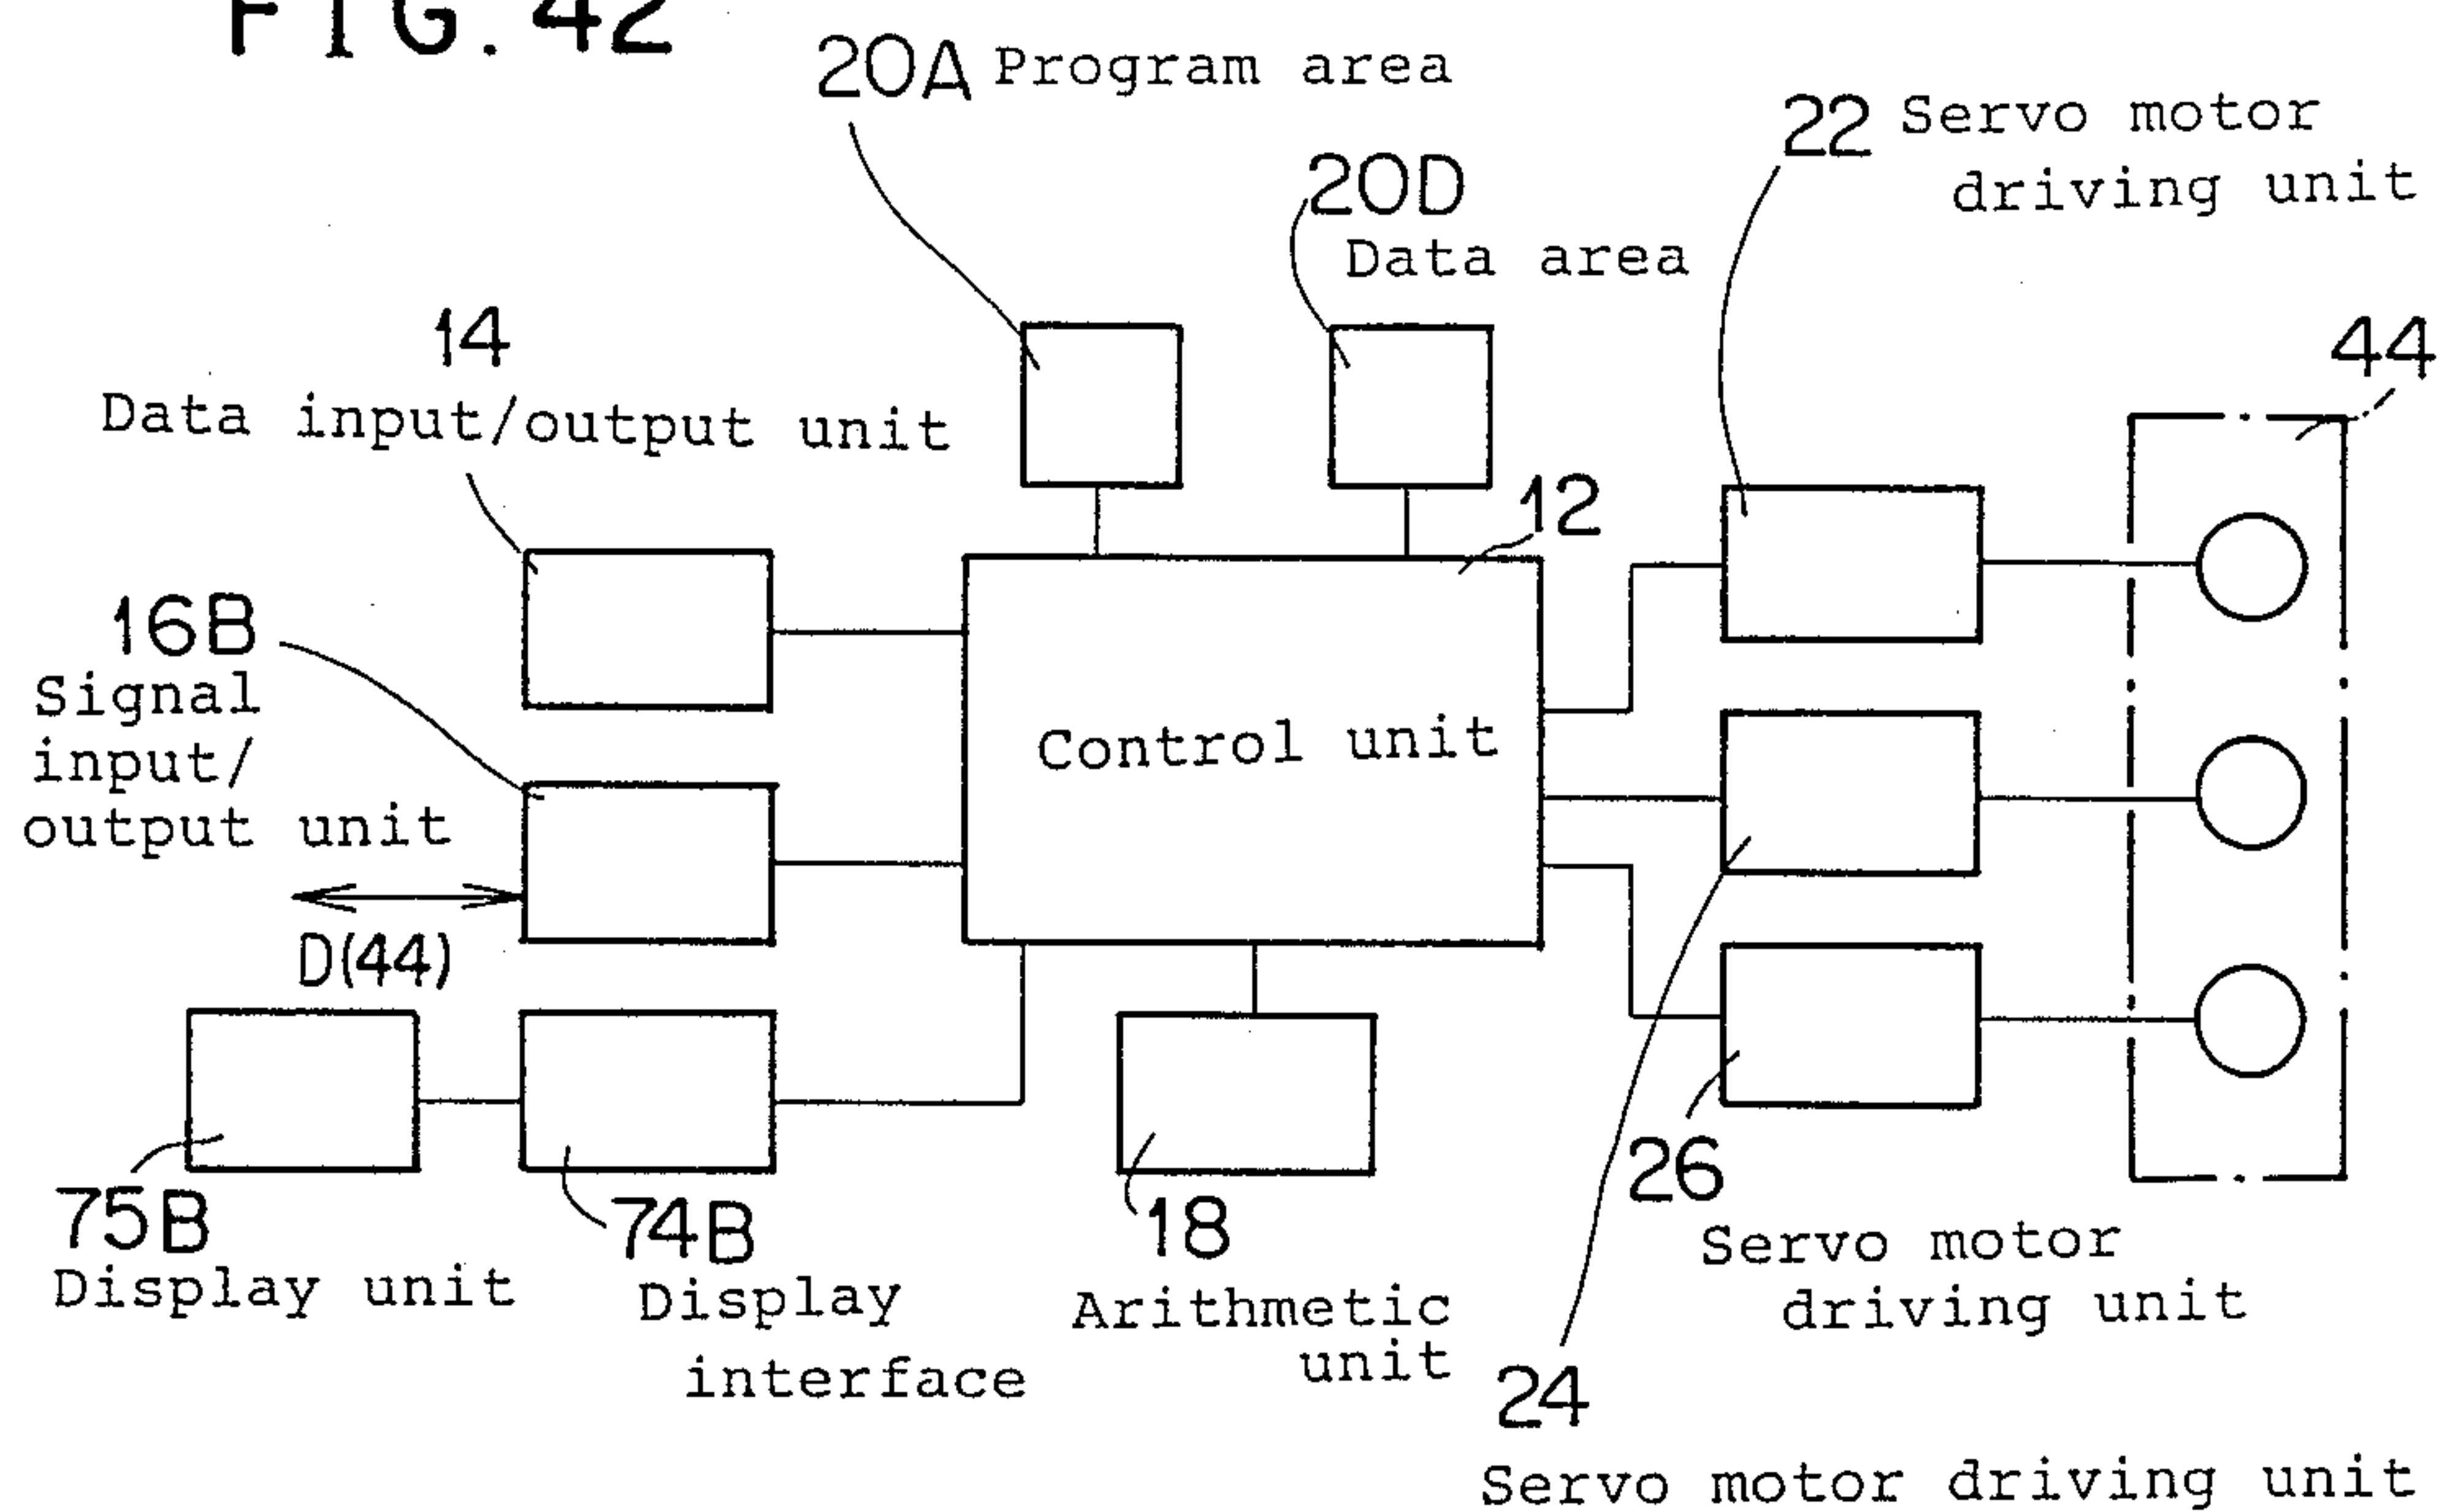 FIG.42
20A Program area
22 Servo motor
driving unit
20D
Data area
14
Data input/output unit
44
12
16B
Signal
input/
output unit
Control unit
D(44)
75B
Display unit
74B
Display
interface
18
Arithmetic
unit
26
Servo motor
driving unit
24
Servo motor driving unit